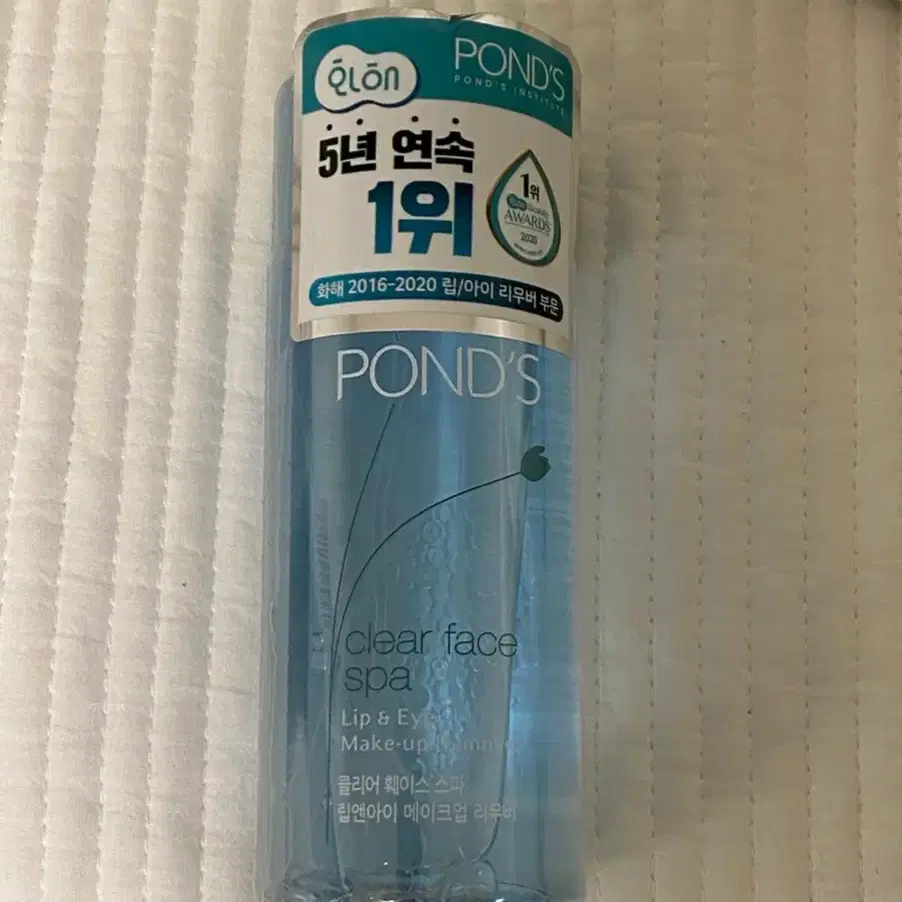 POND'S
POND'S INSTITUTE
5년 연속
1위
1위
AWARDS
2020
화해 2016-2020 립/아이 리무버 부문
POND'S
clear face
spa
Lip & Eye
Make-up Remover
클리어 훼이스 스파
립앤아이 메이크업 리무버